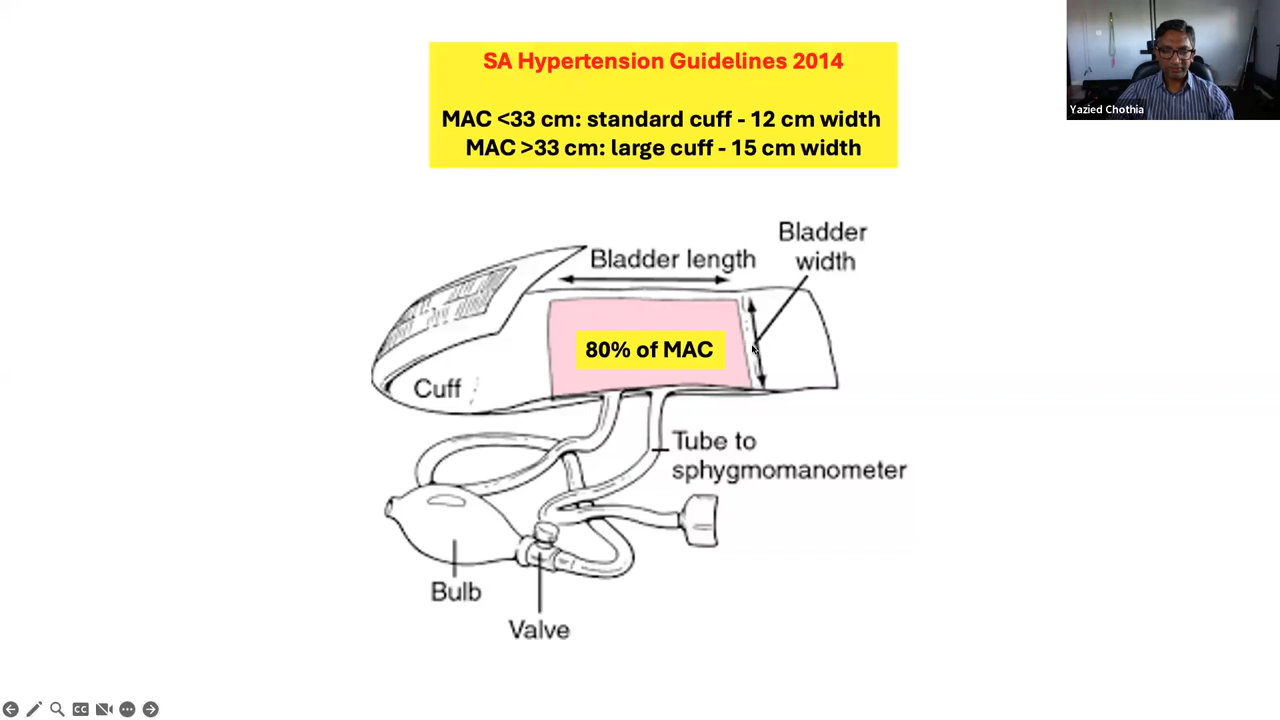 SA Hypertension Guidelines 2014
MAC <33 cm: standard cuff - 12 cm width
MAC >33 cm: large cuff - 15 cm width
Yazied Chothia
Bladder
width
Bladder length
80% of MAC
Cuff
Tube to
sphygmomanometer
Bulb
Valve
CC